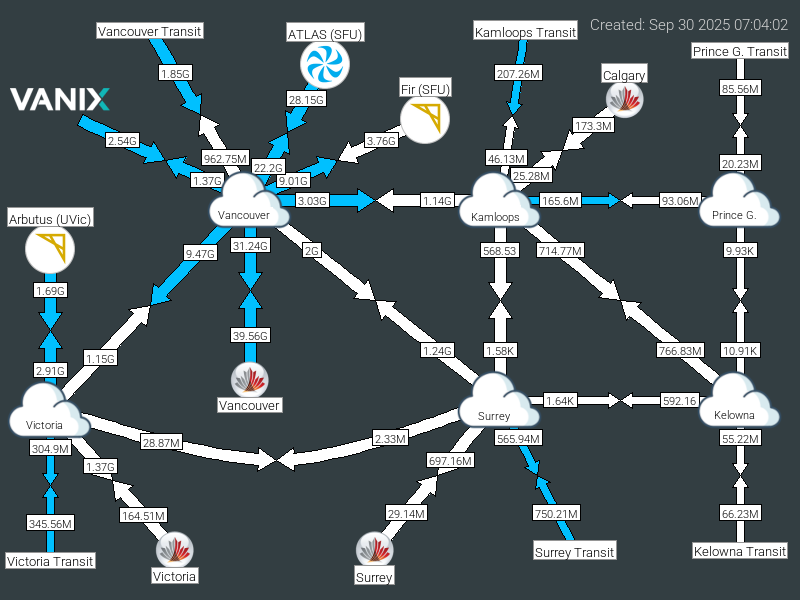 Created: Sep 30 2025 07:04:02
Vancouver Transit
ATLAS (SFU)
Kamloops Transit
Prince G. Transit
1.85G
207.26M
Calgary
Fir (SFU)
85.56M
VANIX
28.15G
173.3M
2.54G
3.76G
962.75M
22.2G
46.13M
20.23M
1.37G
9.01G
25.28M
3.03G
1.14G
165.6M
93.06M
Vancouver
Kamloops
Prince G.
Arbutus (UVic)
9.47G
31.24G
2G
568.53
714.77M
9.93K
1.69G
39.56G
1.15G
1.24G
1.58K
766.83M
10.91K
2.91G
Vancouver
1.64K
592.16
Victoria
Surrey
Kelowna
304.9M
28.87M
2.33M
565.94M
55.22M
1.37G
697.16M
345.56M
164.51M
29.14M
750.21M
66.23M
Victoria Transit
Victoria
Surrey
Surrey Transit
Kelowna Transit